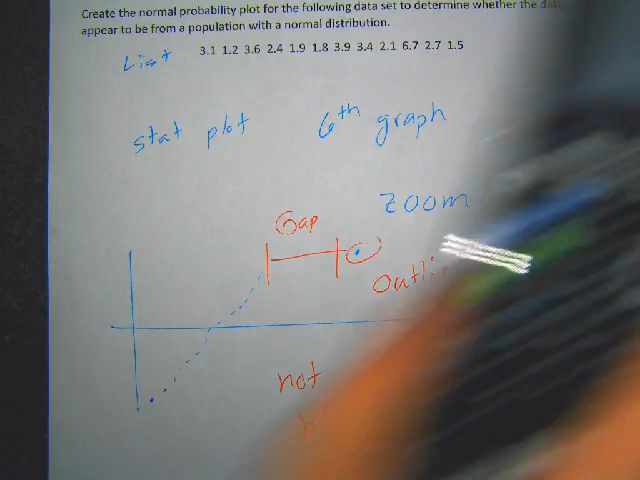 Create the normal probability plot for the following data set to determine whether the
appear to be from a population with a normal distribution.
List 3.1 1.2 3.6 2.4 1.9 1.8 3.9 3.4 2.1 6.7 2.7 1.5
stat plot 6th graph
ZOOM
Gap
not